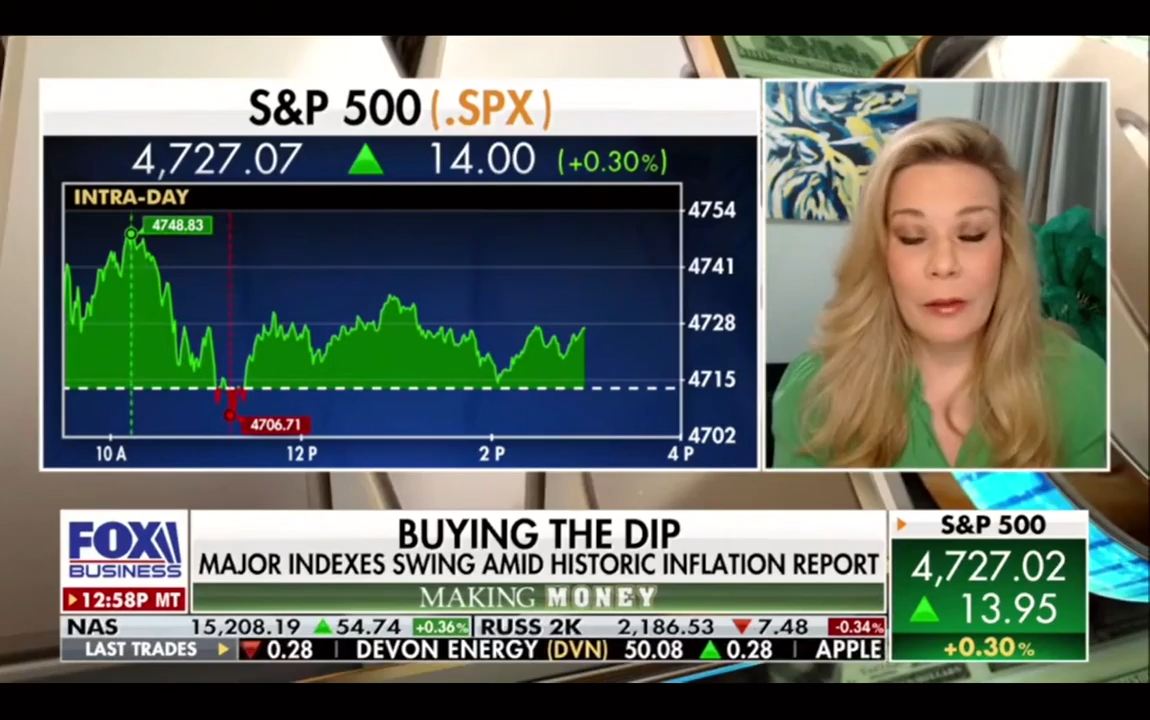 S&P 500 (.SPX)
4,727.07 ▲ 14.00 (+0.30%)
INTRA-DAY
4748.83
4706.71
4754
4741
4728
4715
4702
10 A 12 P 2 P 4 P
FOX
BUSINESS
12:58P MT
BUYING THE DIP
MAJOR INDEXES SWING AMID HISTORIC INFLATION REPORT
MAKING MONEY
NAS 15,208.19 ▲ 54.74 +0.36% RUSS 2K 2,186.53 ▼ 7.48 -0.34%
LAST TRADES ▼ 0.28 DEVON ENERGY (DVN) 50.08 ▲ 0.28 APPLE
S&P 500
4,727.02
▲ 13.95
+0.30%